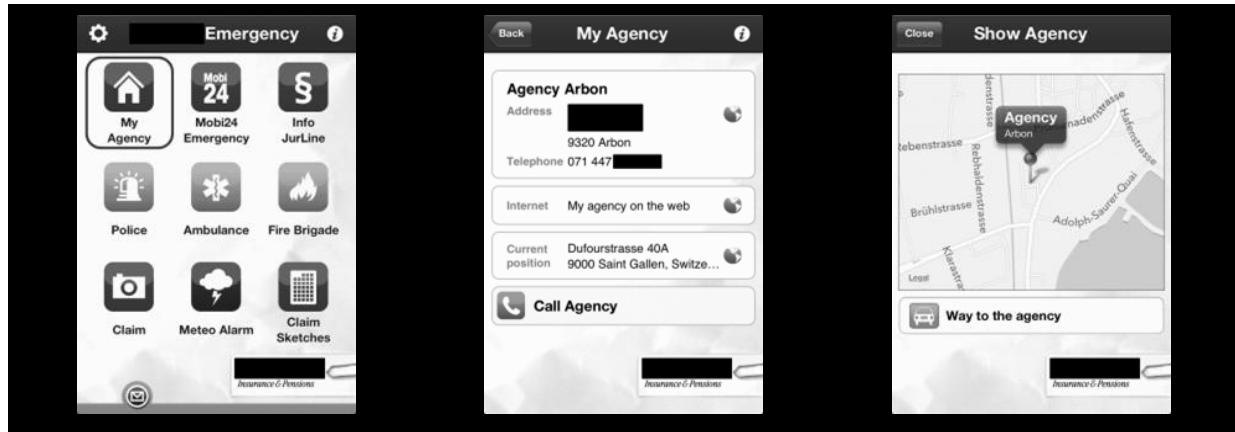 Emergency
My
Agency
Mobi
24
Mobi24
Emergency
§
Info
JurLine
Police
Ambulance
Fire Brigade
Claim
Meteo Alarm
Claim
Sketches
Insurance & Pensions
Back
My Agency
i
Agency Arbon
Address
9320 Arbon
Telephone 071 447
Internet My agency on the web
Current position
Dufourstrasse 40A
9000 Saint Gallen, Switze...
Call Agency
Insurance & Pensions
Close
Show Agency
Agency
Arbon
Rebhaldenstrasse
Brühlstrasse
Klarastra
Hafenstrasse
Adolph-Saurer-Quai
Legal
Way to the agency
Insurance & Pensions